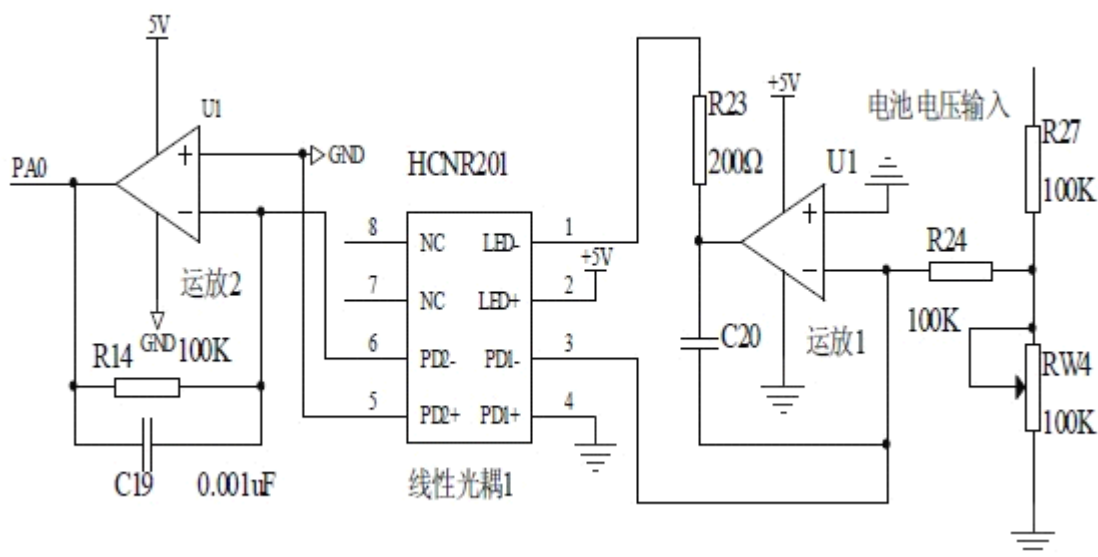 5V
U1
PA0
+
GND
-
运放2
GND
R14
100K
C19
0.001uF
HCNR201
8
NC
LED-
1
7
NC
LED+
2
+5V
6
PD2-
PD1-
3
5
PD2+
PD1+
4
线性光耦1
R23
200Ω
+5V
电池电压输入
U1
+
-
运放1
C20
R24
100K
R27
100K
RW4
100K